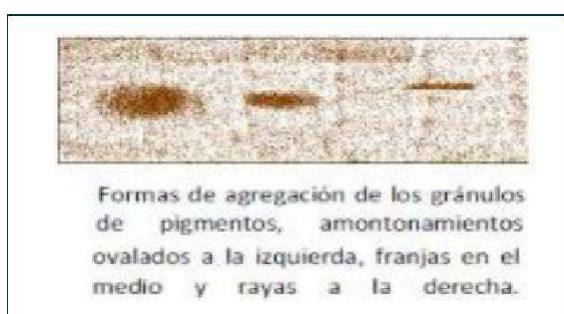 Formas de agregación de los gránulos
de pigmentos, amontonamientos
ovalados a la izquierda, franjas en el
medio y rayas a la derecha.